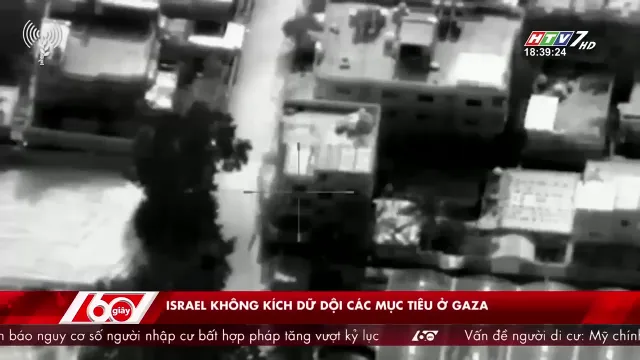 HTV7 HD
18:39:24
60 giây
ISRAEL KHÔNG KÍCH DỮ DỘI CÁC MỤC TIÊU Ở GAZA
n báo nguy cơ số người nhập cư bất hợp pháp tăng vượt kỷ lục 60 Vấn đề người di cư: Mỹ chính